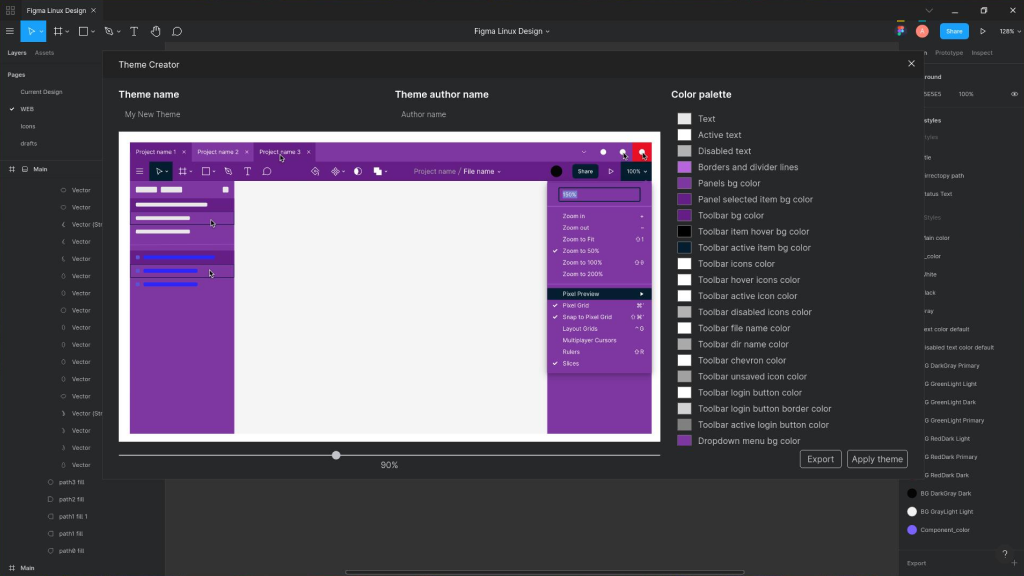 Figma Linux Design
Figma Linux Design
Share
128%
Layers
Assets
Prototype
Inspect
Pages
Current Design
WEB
Icons
drafts
Main
Vector
Vector
Vector (Str
Vector
Vector
Vector
Vector
Vector
Vector
Vector
Vector
Vector
Vector
Vector (Str
Vector
Vector
Vector
path3 fill
path2 fill
path1 fill 1
path1 fill
path8 fill
Main
Theme Creator
Theme name
My New Theme
Theme author name
Author name
Project name 1
Project name 2
Project name 3
Project name / File name
Share
100%
150%
Zoom in +
Zoom out -
Zoom to Fit ⇧1
Zoom to 50%
Zoom to 100% ⇧0
Zoom to 200%
Pixel Preview
Pixel Grid ⌘'
Snap to Pixel Grid ⇧⌘'
Layout Grids ⌃G
Multiplayer Cursors
Rulers ⇧R
Slices
90%
Color palette
Text
Active text
Disabled text
Borders and divider lines
Panels bg color
Panel selected item bg color
Toolbar bg color
Toolbar item hover bg color
Toolbar active item bg color
Toolbar icons color
Toolbar hover icons color
Toolbar active icon color
Toolbar disabled icons color
Toolbar file name color
Toolbar dir name color
Toolbar chevron color
Toolbar unsaved icon color
Toolbar login button color
Toolbar login button border color
Toolbar active login button color
Dropdown menu bg color
Export
Apply theme
round
5E5E5
100%
styles
tyles
tle
irrectopy path
tatus Text
Styles
ain color
_color
hite
lack
ray
ext color default
isabled text color default
G DarkGray Primary
G GreenLight Light
G GreenLight Dark
G GreenLight Primary
G RedDark Light
G RedDark Primary
G RedDark Dark
BG DarkGray Dark
BG GrayLight Light
Component_color
Export
?